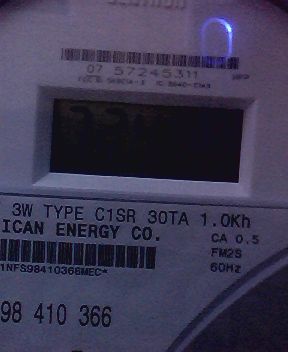 07 57245311
3W TYPE C1SR 30TA 1.0Kh
ICAN ENERGY CO.
CA 0.5
FM2S
60Hz
1NFS98410366MEC*
98 410 366